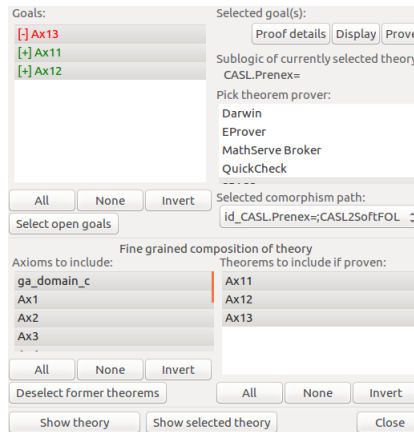 Goals:
[-] Ax13
[+] Ax11
[+] Ax12
All None Invert
Select open goals
Selected goal(s):
Proof details Display Prove
Sublogic of currently selected theory
CASL.Prenex=
Pick theorem prover:
Darwin
EProver
MathServe Broker
QuickCheck
Selected comorphism path:
id_CASL.Prenex=;CASL2SoftFOL
Fine grained composition of theory
Axioms to include:
ga_domain_c
Ax1
Ax2
Ax3
All None Invert
Deselect former theorems
Theorems to include if proven:
Ax11
Ax12
Ax13
All None Invert
Show theory Show selected theory Close